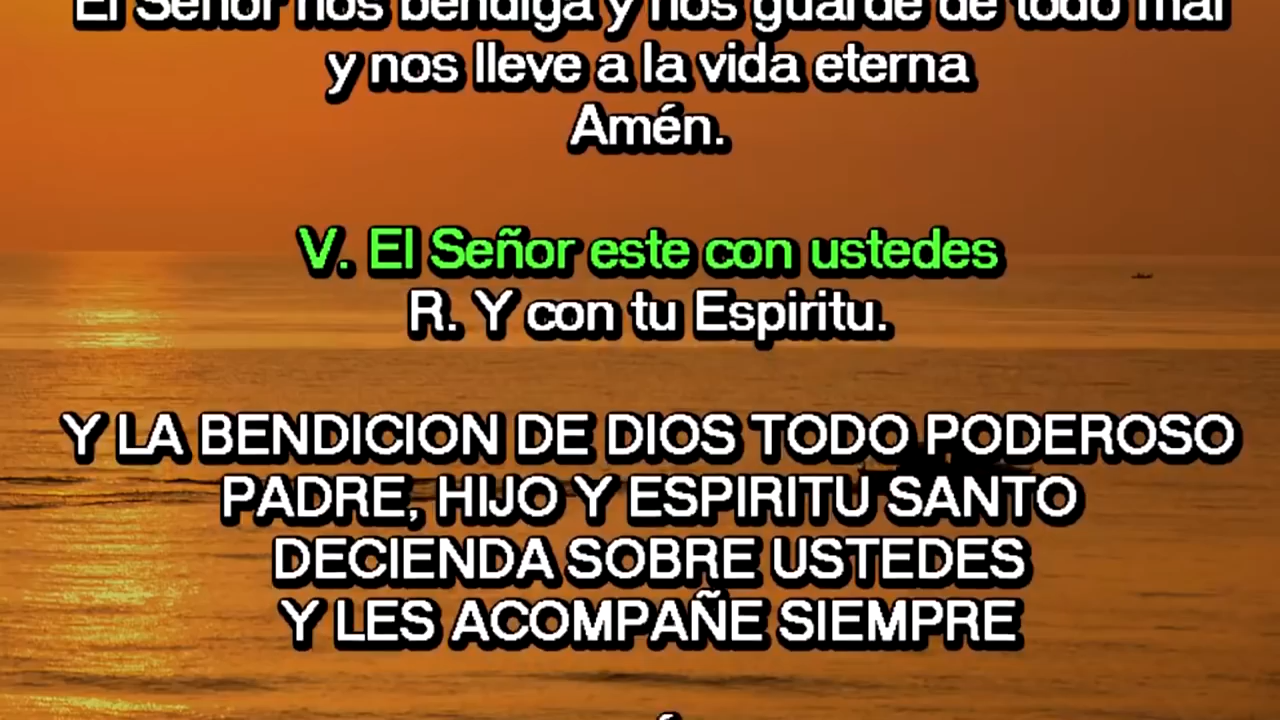 El Señor nos bendiga y nos guarde de todo mal
y nos lleve a la vida eterna
Amén.
V. El Señor este con ustedes
R. Y con tu Espiritu.
Y LA BENDICION DE DIOS TODO PODEROSO
PADRE, HIJO Y ESPIRITU SANTO
DECIENDA SOBRE USTEDES
Y LES ACOMPAÑE SIEMPRE